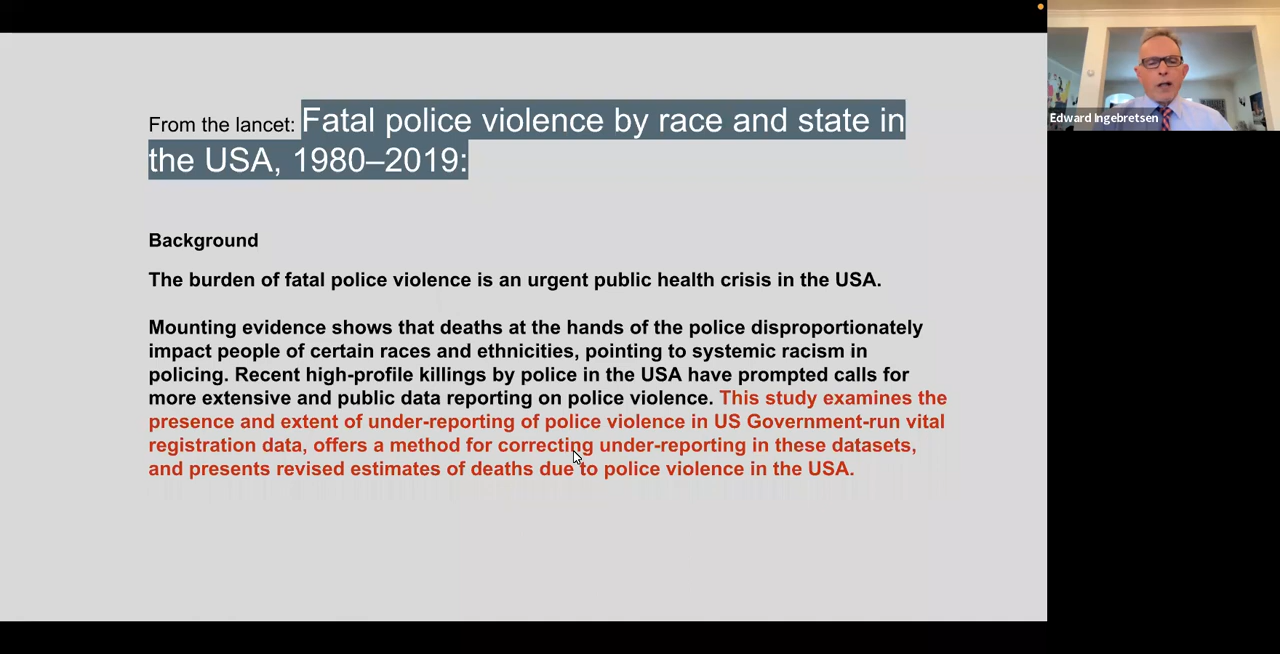 From the lancet: Fatal police violence by race and state in
the USA, 1980–2019:
Background
The burden of fatal police violence is an urgent public health crisis in the USA.
Mounting evidence shows that deaths at the hands of the police disproportionately
impact people of certain races and ethnicities, pointing to systemic racism in
policing. Recent high-profile killings by police in the USA have prompted calls for
more extensive and public data reporting on police violence. This study examines the
presence and extent of under-reporting of police violence in US Government-run vital
registration data, offers a method for correcting under-reporting in these datasets,
and presents revised estimates of deaths due to police violence in the USA.
Edward Ingebretsen